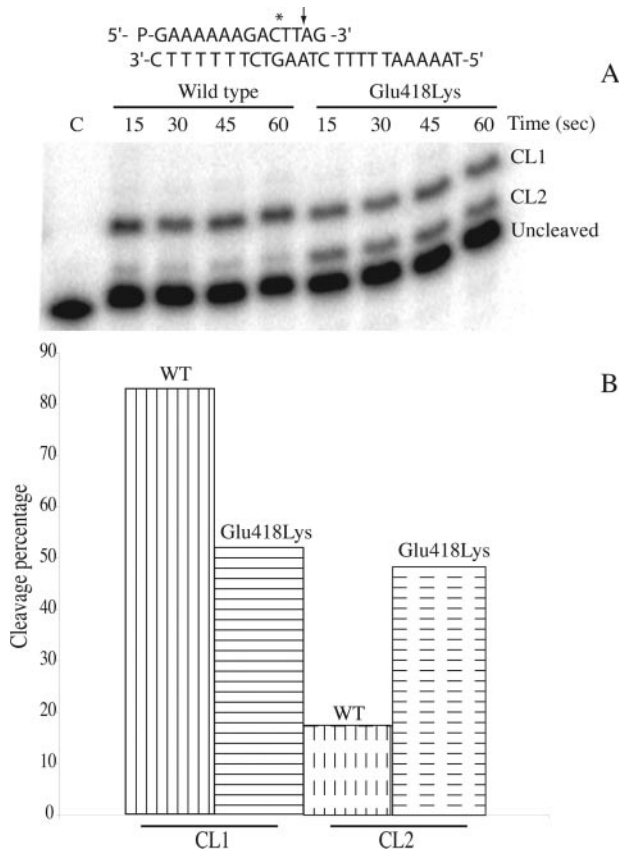 * ↓
5'- P-GAAAAAAGACTTAG -3'
3'-C T T T T T T CTGAATC TTTTT TAAAAAT-5'
A
Wild type Glu418Lys
C 15 30 45 60 15 30 45 60 Time (sec)
CL1
CL2
Uncleaved
B
90
80
70
60
50
40
30
20
10
0
Cleavage percentage
WT
Glu418Lys
WT
Glu418Lys
CL1 CL2